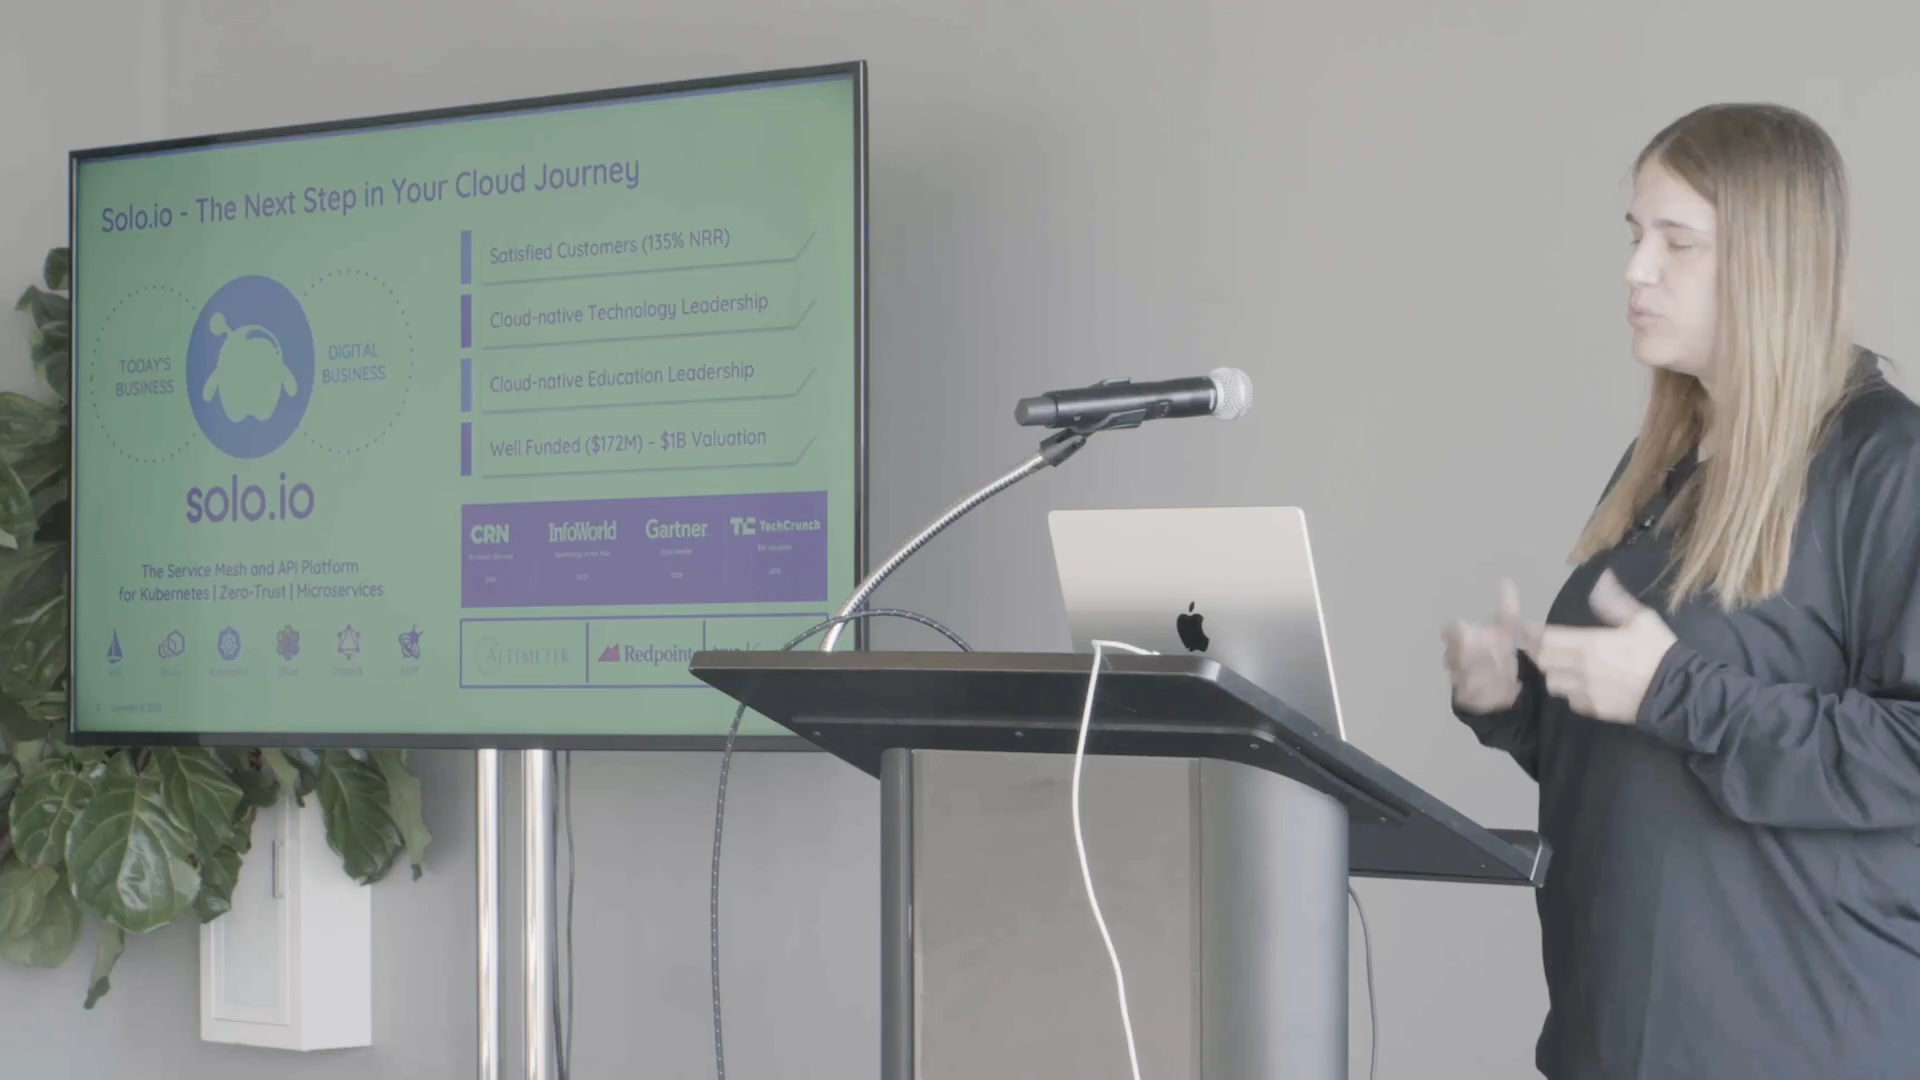 Solo.io - The Next Step in Your Cloud Journey
TODAY'S
BUSINESS
DIGITAL
BUSINESS
solo.io
The Service Mesh and API Platform
for Kubernetes | Zero-Trust | Microservices
Satisfied Customers (135% NRR)
Cloud-native Technology Leadership
Cloud-native Education Leadership
Well Funded ($172M) – $1B Valuation
CRN
InfoWorld
Gartner
TC TechCrunch
ALTIMETER
Redpoint